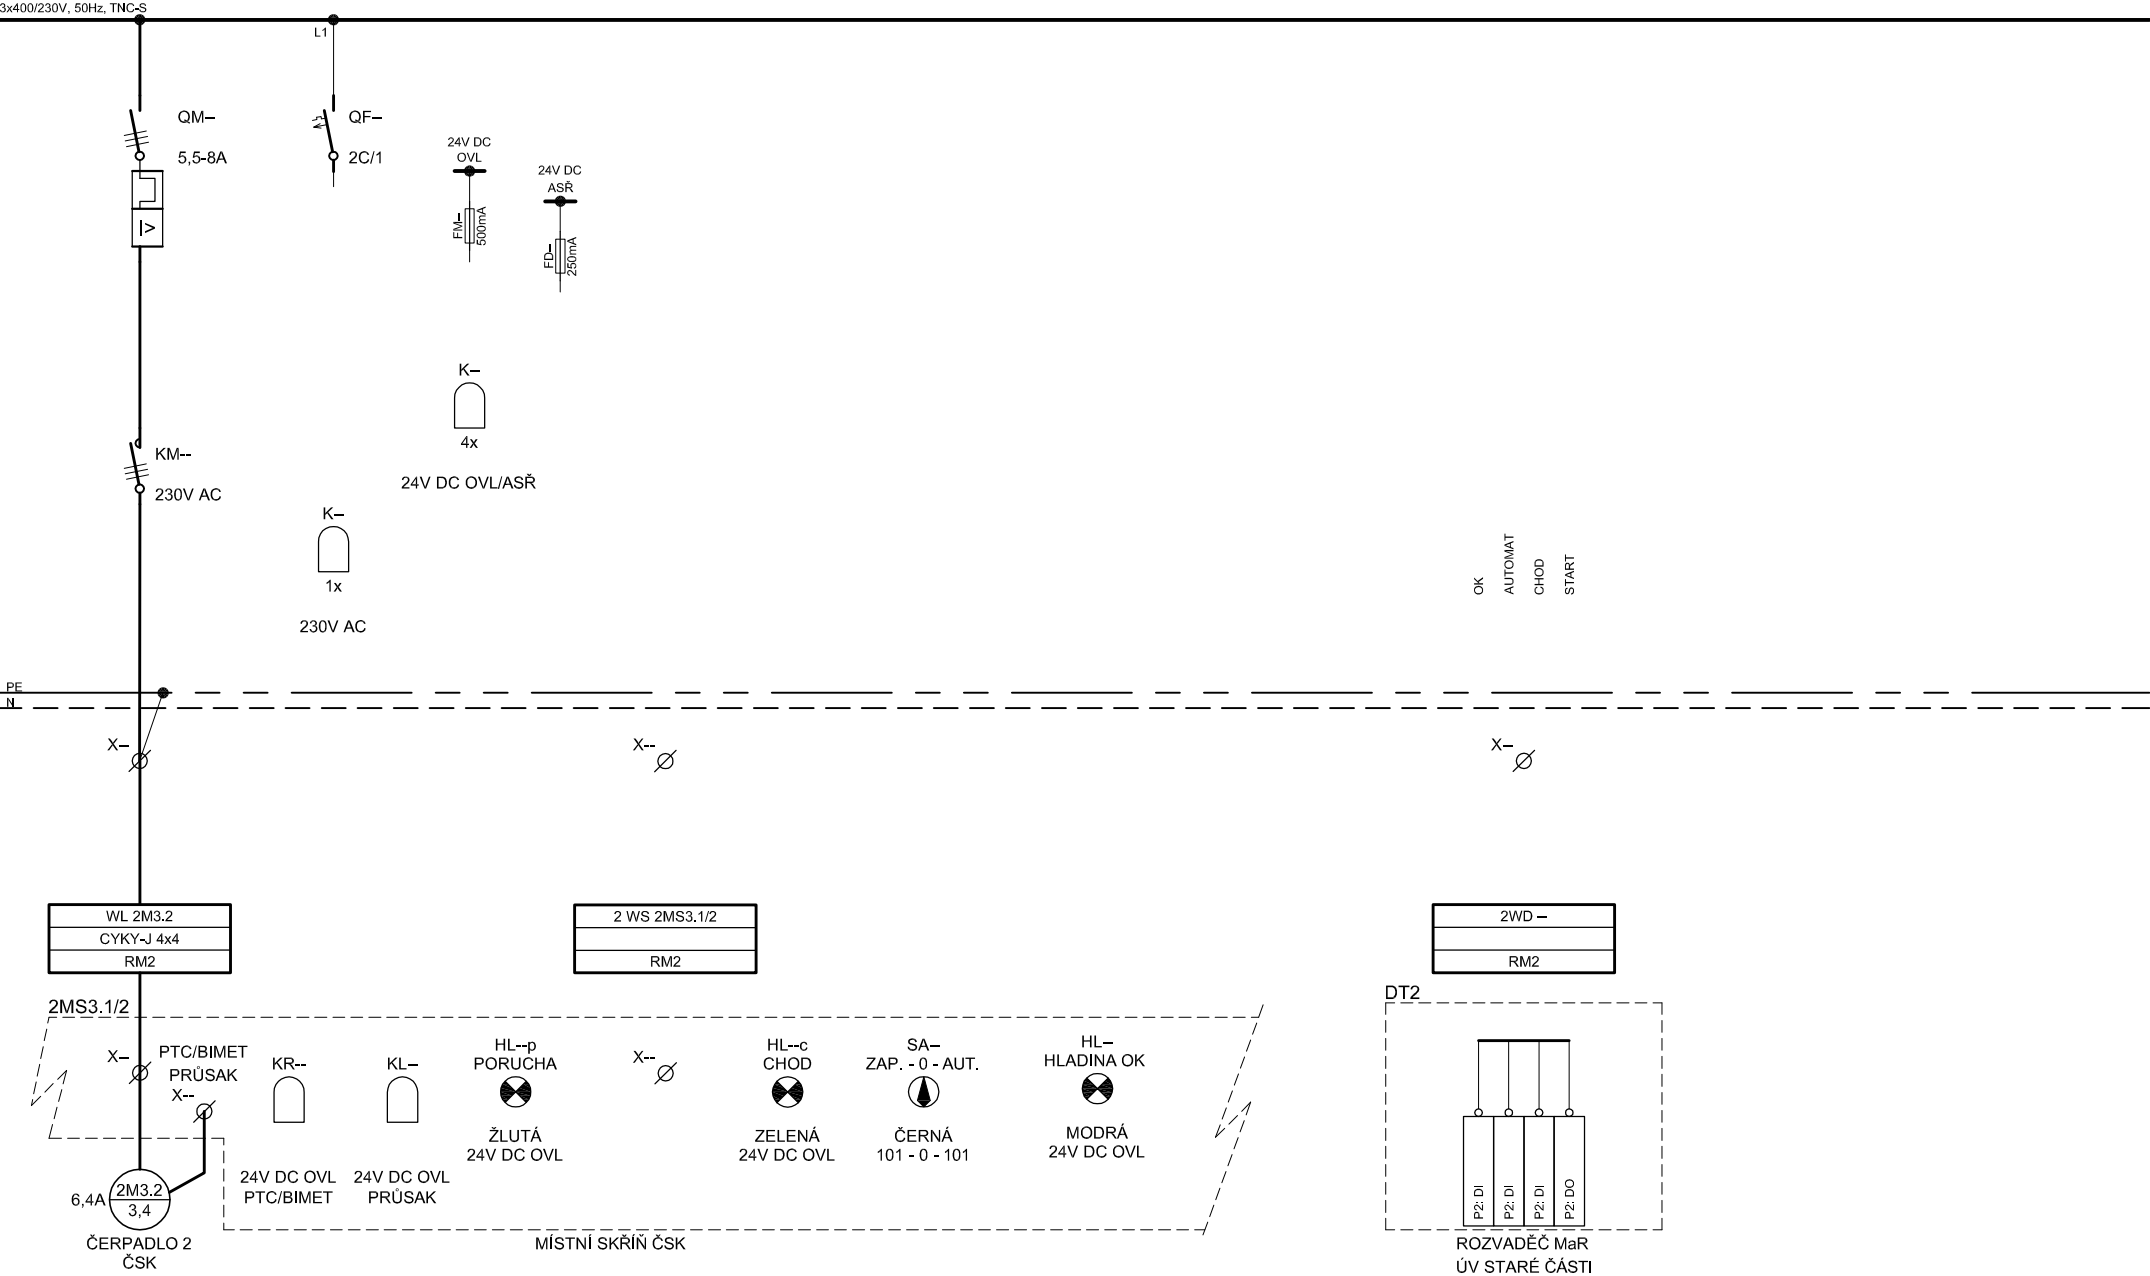 3x400/230V, 50Hz, TNC-S
L1
QM–
5,5-8A
QF–
2C/1
24V DC
OVL
FM–
500mA
24V DC
ASŘ
FD–
250mA
K–
4x
24V DC OVL/ASŘ
KM--
230V AC
K–
1x
230V AC
OK
AUTOMAT
CHOD
START
PE
N
X–
X--
X–
WL 2M3.2
CYKY-J 4x4
RM2
2 WS 2MS3.1/2
RM2
2WD –
RM2
2MS3.1/2
DT2
X–
PTC/BIMET
PRŮSAK
X--
KR--
24V DC OVL
PTC/BIMET
KL–
24V DC OVL
PRŮSAK
HL--p
PORUCHA
ŽLUTÁ
24V DC OVL
X--
HL--c
CHOD
ZELENÁ
24V DC OVL
SA–
ZAP. - 0 - AUT.
ČERNÁ
101 - 0 - 101
HL–
HLADINA OK
MODRÁ
24V DC OVL
P2: DI
P2: DI
P2: DI
P2: DO
6,4A
2M3.2
3,4
ČERPADLO 2
ČSK
MÍSTNÍ SKŘÍŇ ČSK
ROZVADĚČ MaR
ÚV STARÉ ČÁSTI